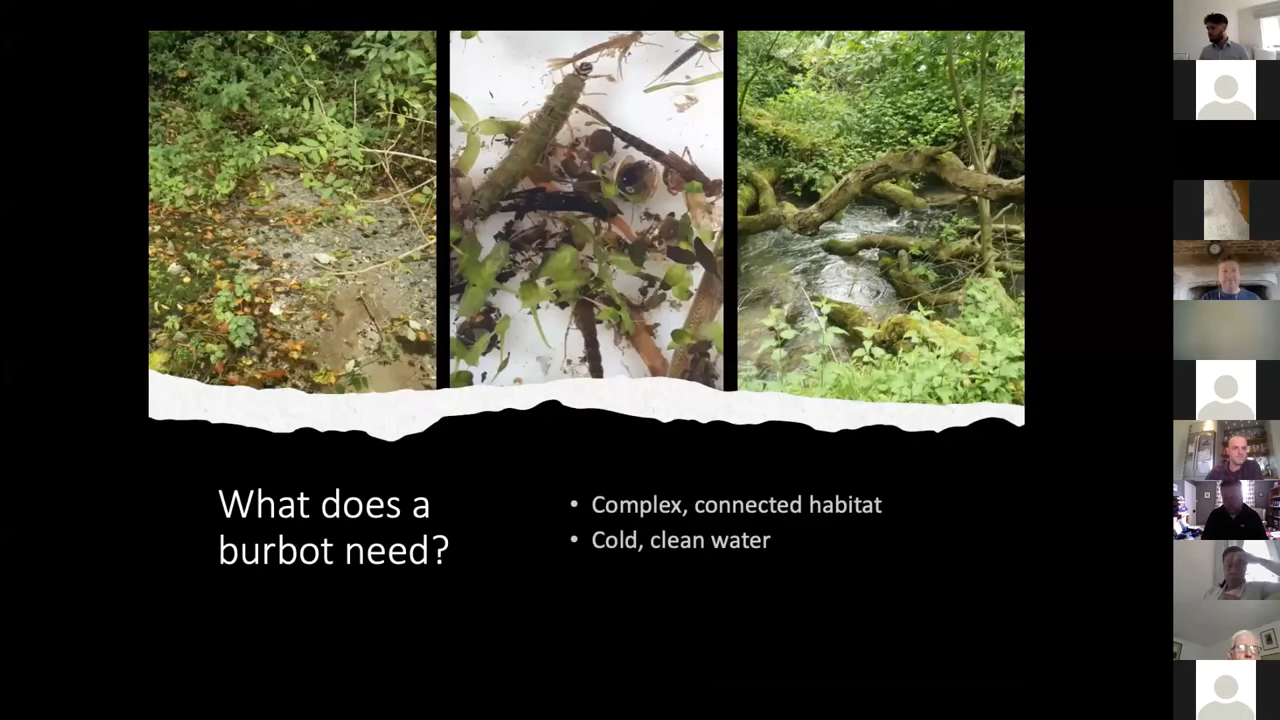 What does a
burbot need?
• Complex, connected habitat
• Cold, clean water